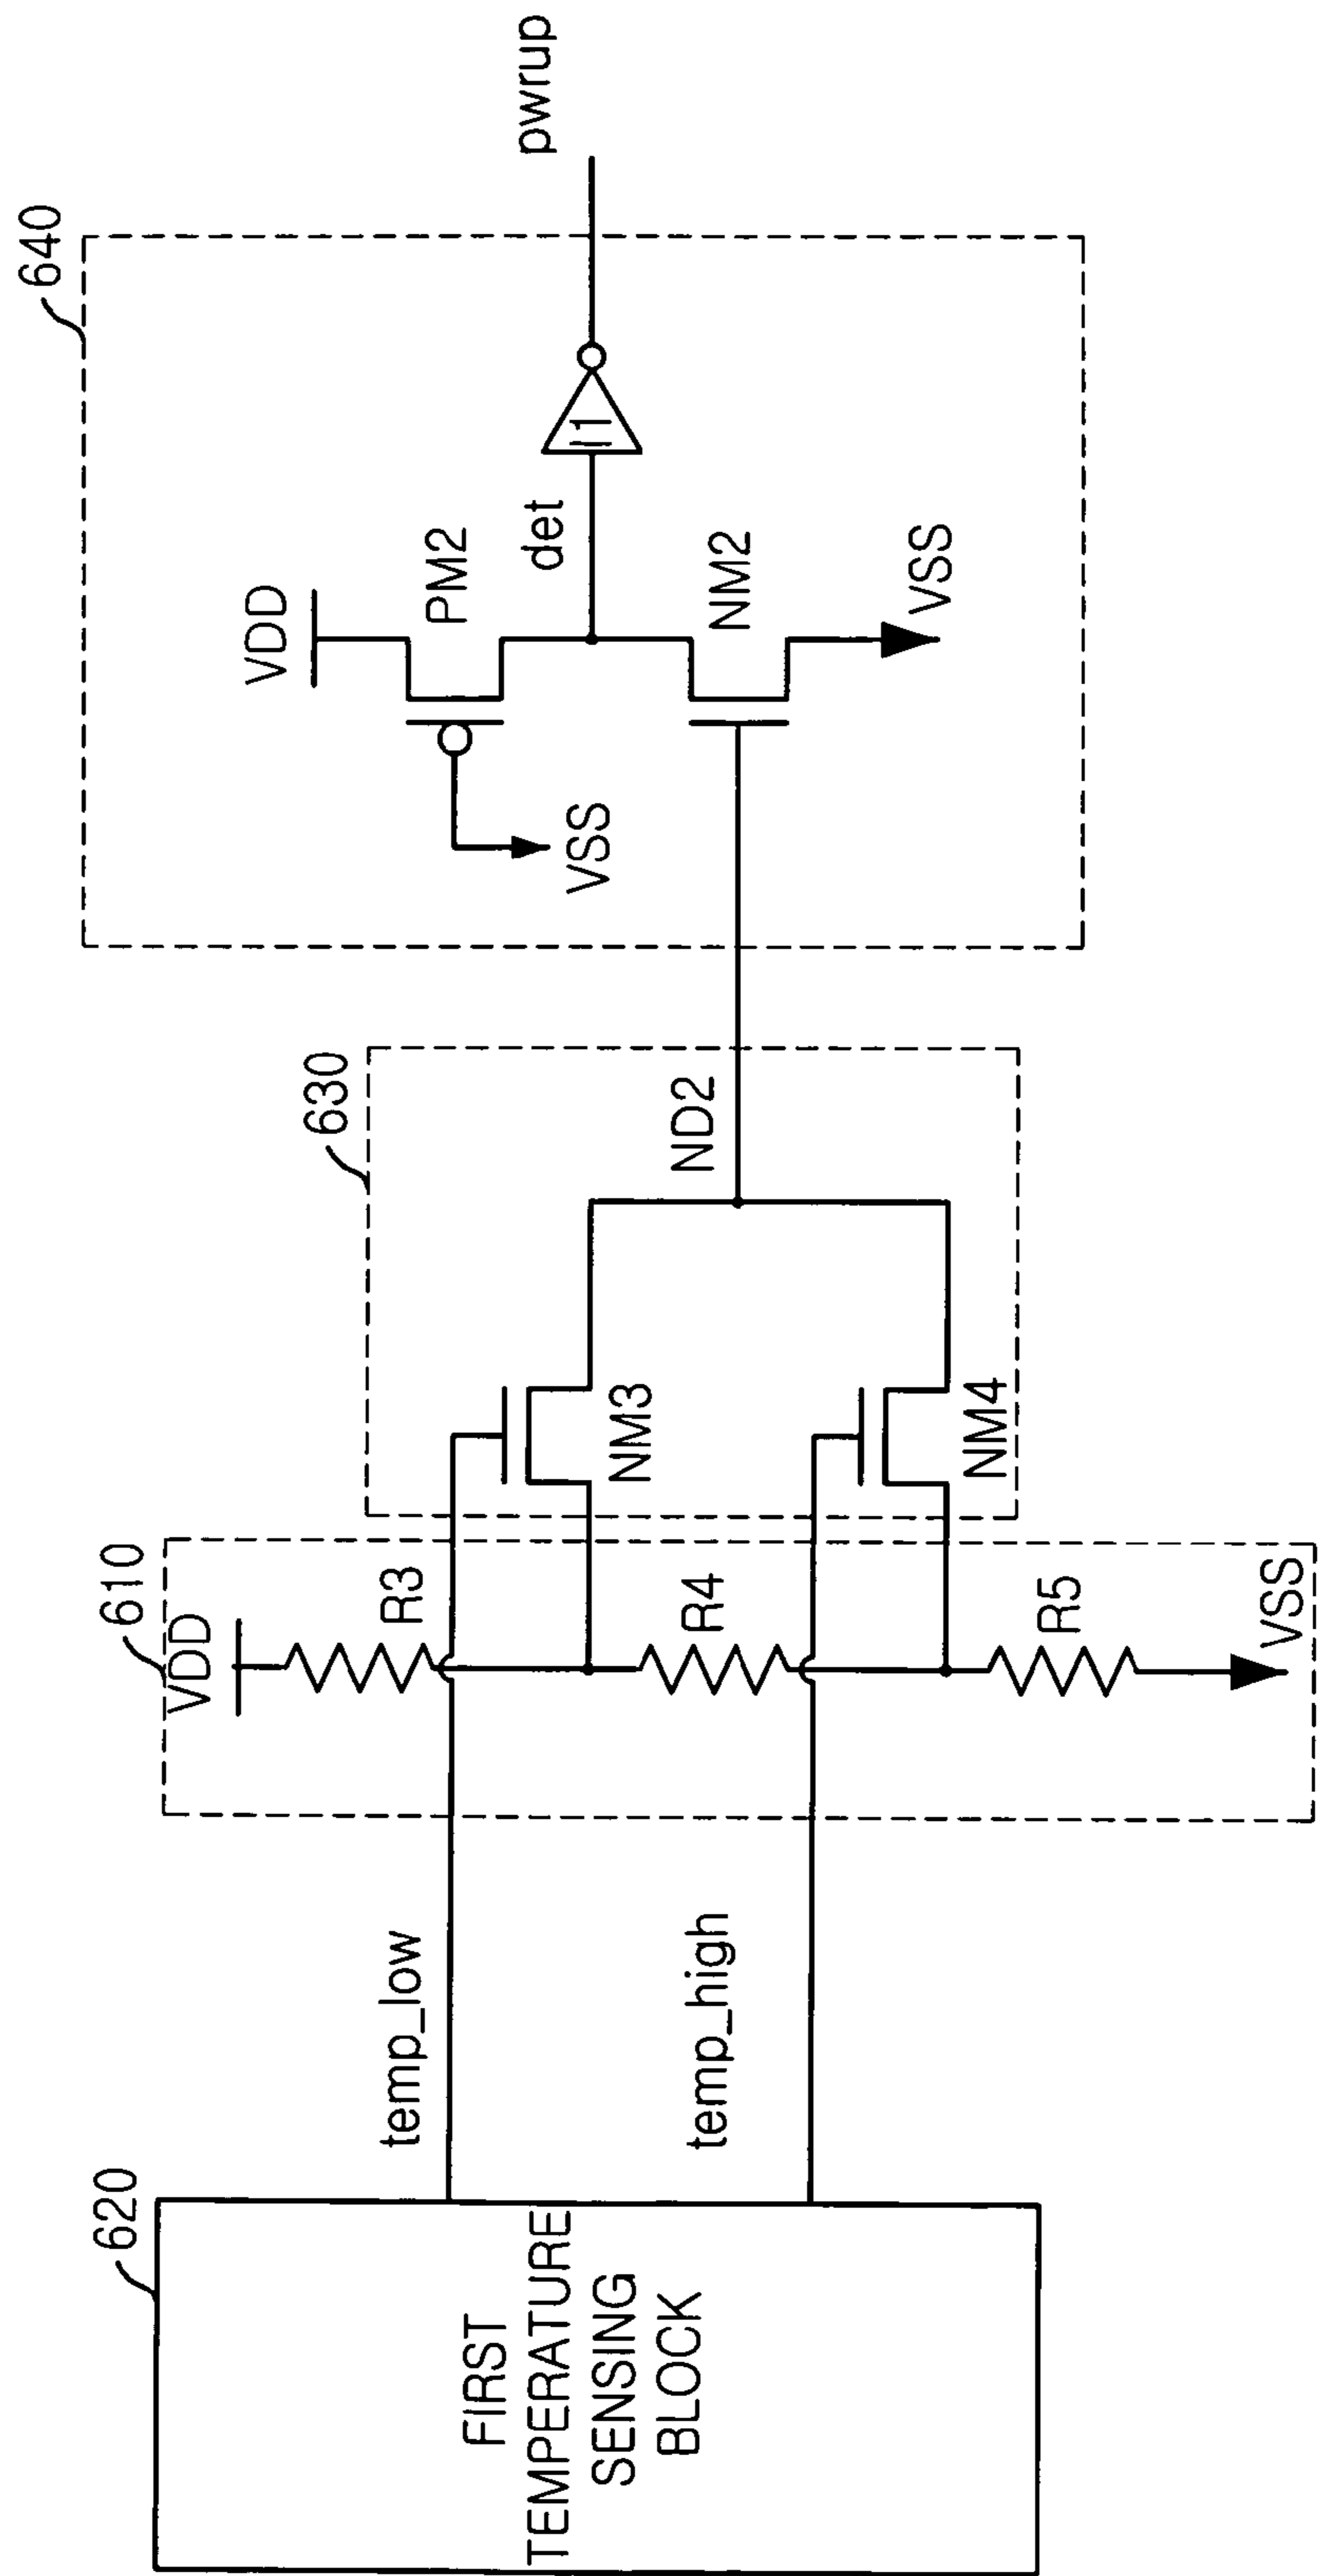 620
FIRST
TEMPERATURE
SENSING
BLOCK
temp_low
temp_high
610
VDD
R3
R4
R5
VSS
630
NM3
NM4
ND2
640
VDD
PM2
VSS
det
NM2
VSS
I1
pwrup